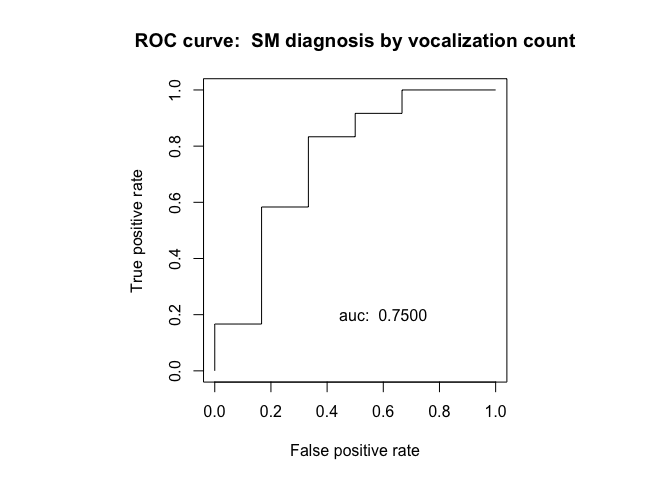 ROC curve:  SM diagnosis by vocalization count
1.0
0.8
0.6
0.4
0.2
0.0
True positive rate
auc:  0.7500
0.0 0.2 0.4 0.6 0.8 1.0
False positive rate